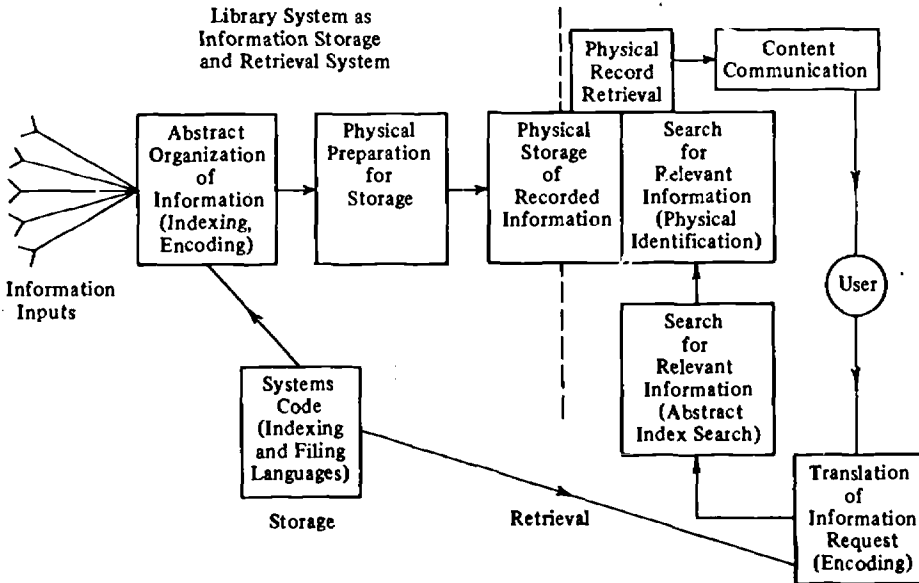 Library System as
Information Storage
and Retrieval System
Physical
Record
Retrieval
Content
Communication
Abstract
Organization
of
Information
(Indexing,
Encoding)
Physical
Preparation
for
Storage
Physical
Storage
of
Recorded
Information
Search
for
Relevant
Information
(Physical
Identification)
Information
Inputs
User
Search
for
Relevant
Information
(Abstract
Index Search)
Systems
Code
(Indexing
and Filing
Languages)
Storage
Retrieval
Translation
of
Information
Request
(Encoding)